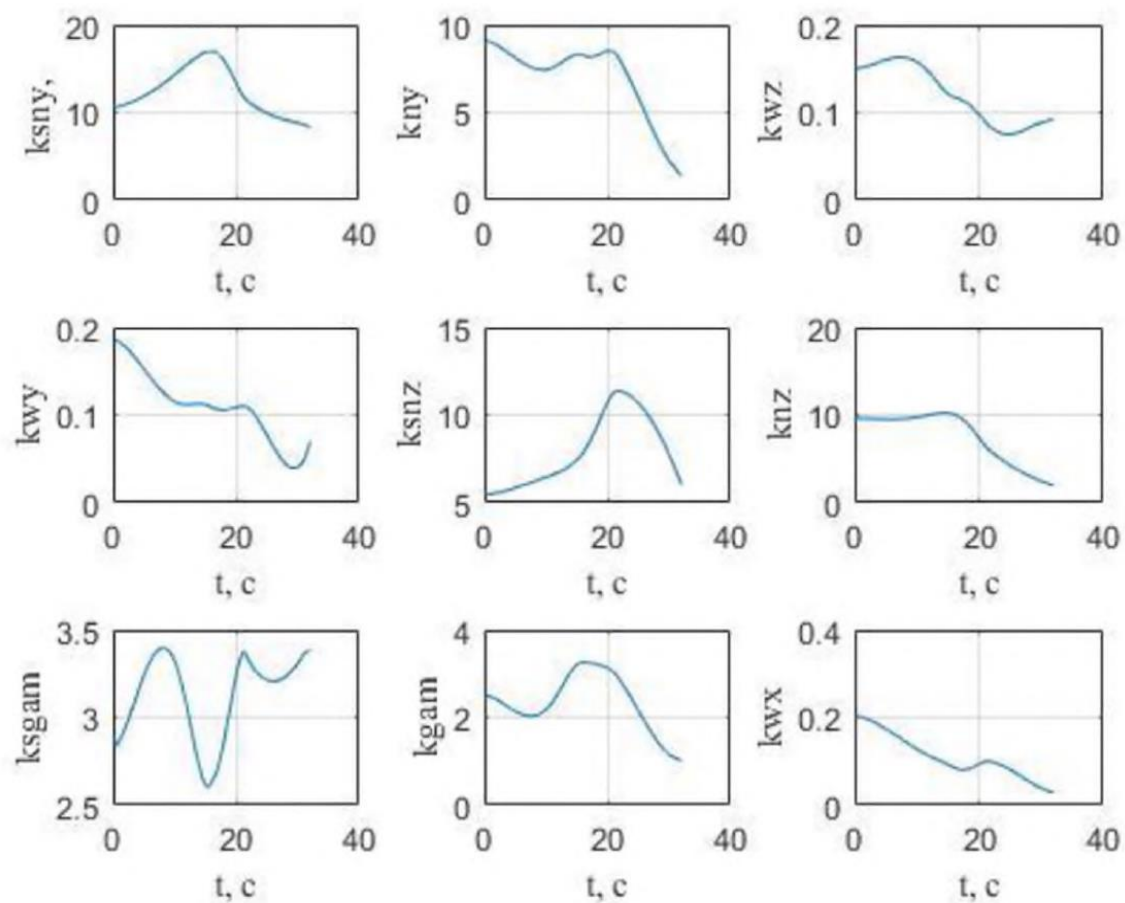 20 10 0 ksny, 0 20 40 t, c
10 5 0 kny 0 20 40 t, c
0.2 0.1 0 kwz 0 20 40 t, c
0.2 0.1 0 kwy 0 20 40 t, c
15 10 5 ksnz 0 20 40 t, c
20 10 0 knz 0 20 40 t, c
3.5 3 2.5 ksgam 0 20 40 t, c
4 2 0 kgam 0 20 40 t, c
0.4 0.2 0 kwx 0 20 40 t, c